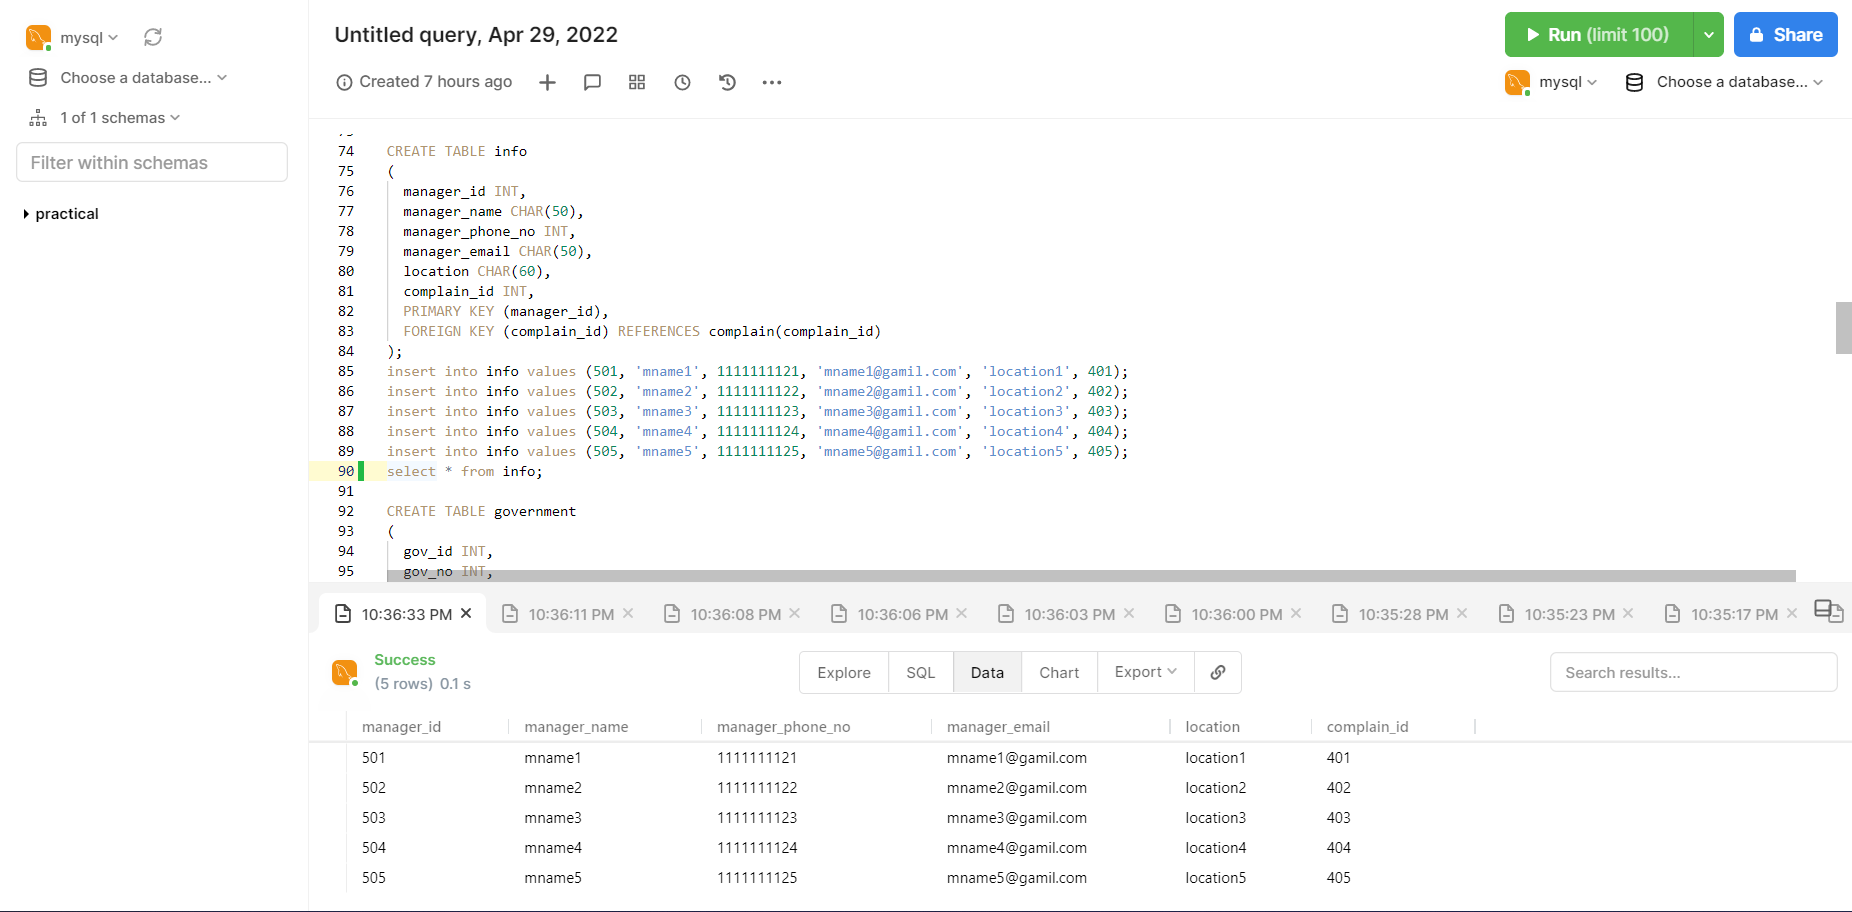 mysql
Choose a database...
1 of 1 schemas
Filter within schemas
practical
Untitled query, Apr 29, 2022
Run (limit 100)
Share
Created 7 hours ago
mysql
Choose a database...
74 CREATE TABLE info
75 (
76 manager_id INT,
77 manager_name CHAR(50),
78 manager_phone_no INT,
79 manager_email CHAR(50),
80 location CHAR(60),
81 complain_id INT,
82 PRIMARY KEY (manager_id),
83 FOREIGN KEY (complain_id) REFERENCES complain(complain_id)
84 );
85 insert into info values (501, 'mname1', 1111111121, 'mname1@gamil.com', 'location1', 401);
86 insert into info values (502, 'mname2', 1111111122, 'mname2@gamil.com', 'location2', 402);
87 insert into info values (503, 'mname3', 1111111123, 'mname3@gamil.com', 'location3', 403);
88 insert into info values (504, 'mname4', 1111111124, 'mname4@gamil.com', 'location4', 404);
89 insert into info values (505, 'mname5', 1111111125, 'mname5@gamil.com', 'location5', 405);
90 select * from info;
91
92 CREATE TABLE government
93 (
94 gov_id INT,
95 gov_no INT,
10:36:33 PM 10:36:11 PM 10:36:08 PM 10:36:06 PM 10:36:03 PM 10:36:00 PM 10:35:28 PM 10:35:23 PM 10:35:17 PM
Success
(5 rows) 0.1 s
Explore SQL Data Chart Export
Search results...
manager_id manager_name manager_phone_no manager_email location complain_id
501 mname1 1111111121 mname1@gamil.com location1 401
502 mname2 1111111122 mname2@gamil.com location2 402
503 mname3 1111111123 mname3@gamil.com location3 403
504 mname4 1111111124 mname4@gamil.com location4 404
505 mname5 1111111125 mname5@gamil.com location5 405